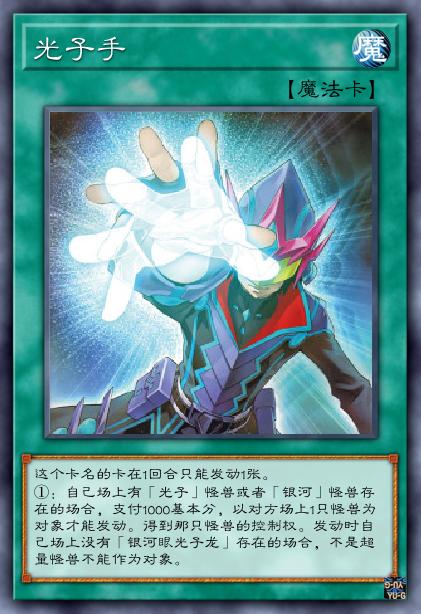 光子手
魔
【魔法卡】
这个卡名的卡在1回合只能发动1张。
①：自己场上有「光子」怪兽或者「银河」怪兽存
在的场合，支付1000基本分，以对方场上1只怪兽为
对象才能发动。得到那只怪兽的控制权。发动时自
己场上没有「银河眼光子龙」存在的场合，不是超
量怪兽不能作为对象。